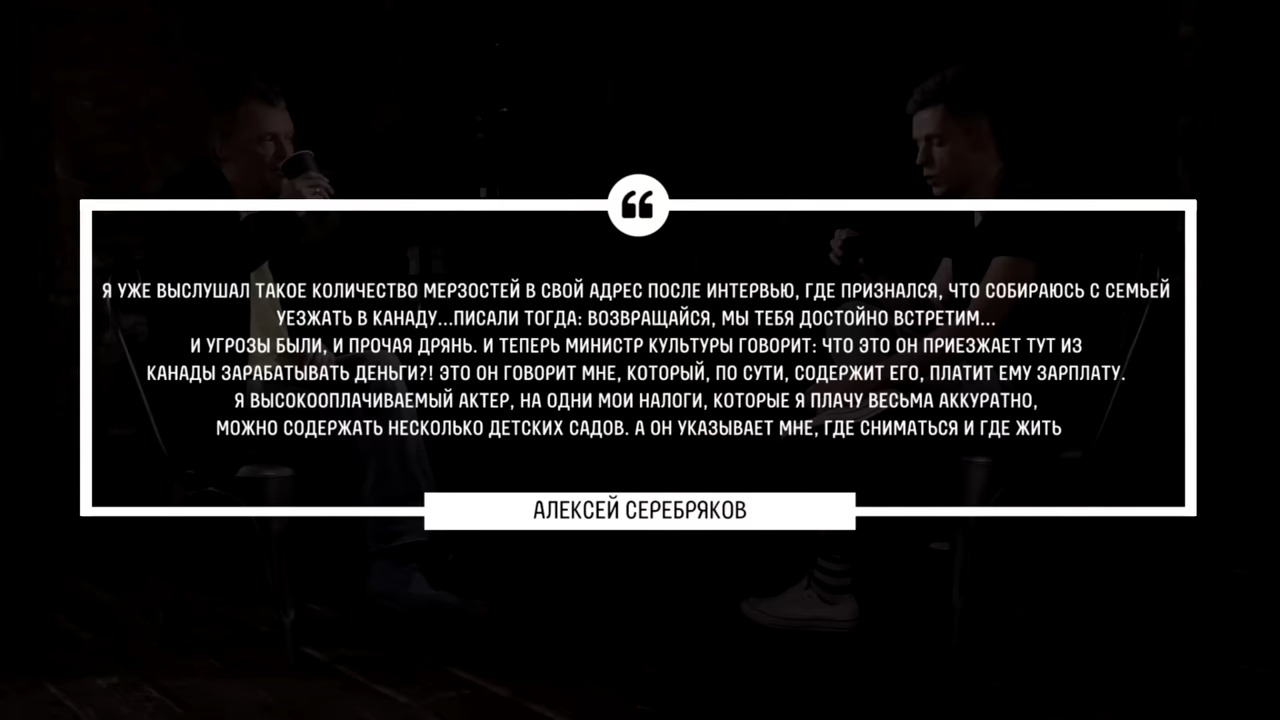 Я УЖЕ ВЫСЛУШАЛ ТАКОЕ КОЛИЧЕСТВО МЕРЗОСТЕЙ В СВОЙ АДРЕС ПОСЛЕ ИНТЕРВЬЮ, ГДЕ ПРИЗНАЛСЯ, ЧТО СОБИРАЮСЬ С СЕМЬЕЙ
УЕЗЖАТЬ В КАНАДУ...ПИСАЛИ ТОГДА: ВОЗВРАЩАЙСЯ, МЫ ТЕБЯ ДОСТОЙНО ВСТРЕТИМ...
И УГРОЗЫ БЫЛИ, И ПРОЧАЯ ДРЯНЬ. И ТЕПЕРЬ МИНИСТР КУЛЬТУРЫ ГОВОРИТ: ЧТО ЭТО ОН ПРИЕЗЖАЕТ ТУТ ИЗ
КАНАДЫ ЗАРАБАТЫВАТЬ ДЕНЬГИ?! ЭТО ОН ГОВОРИТ МНЕ, КОТОРЫЙ, ПО СУТИ, СОДЕРЖИТ ЕГО, ПЛАТИТ ЕМУ ЗАРПЛАТУ.
Я ВЫСОКООПЛАЧИВАЕМЫЙ АКТЕР, НА ОДНИ МОИ НАЛОГИ, КОТОРЫЕ Я ПЛАЧУ ВЕСЬМА АККУРАТНО,
МОЖНО СОДЕРЖАТЬ НЕСКОЛЬКО ДЕТСКИХ САДОВ. А ОН УКАЗЫВАЕТ МНЕ, ГДЕ СНИМАТЬСЯ И ГДЕ ЖИТЬ
АЛЕКСЕЙ СЕРЕБРЯКОВ